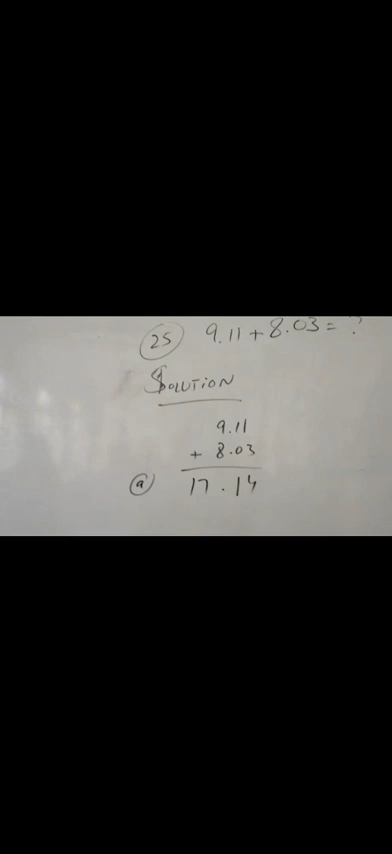 25 9.11 + 8.03 = ?
SOLUTION
9.11
+ 8.03
a 17.14